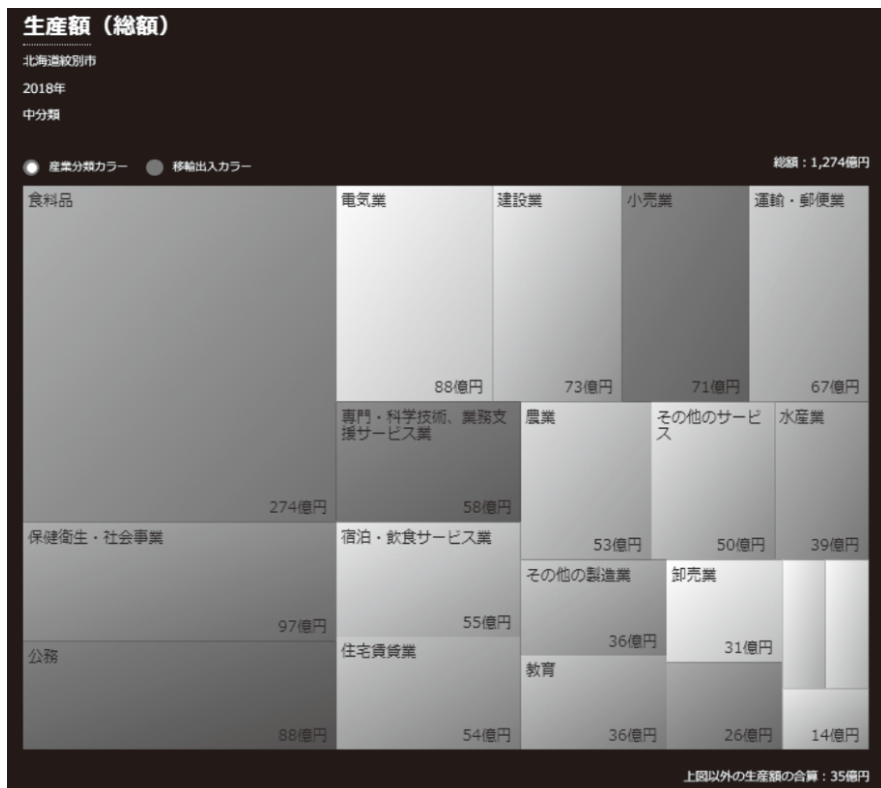 生産額（総額）
北海道紋別市
2018年
中分類
産業分類カラー 移輸出入カラー
総額：1,274億円
食料品
274億円
保健衛生・社会事業
97億円
公務
88億円
電気業
88億円
建設業
73億円
小売業
71億円
運輸・郵便業
67億円
専門・科学技術、業務支
援サービス業
58億円
宿泊・飲食サービス業
55億円
住宅賃貸業
54億円
農業
53億円
その他のサービ
ス
50億円
水産業
39億円
その他の製造業
36億円
教育
36億円
卸売業
31億円
26億円
14億円
上図以外の生産額の合算：35億円